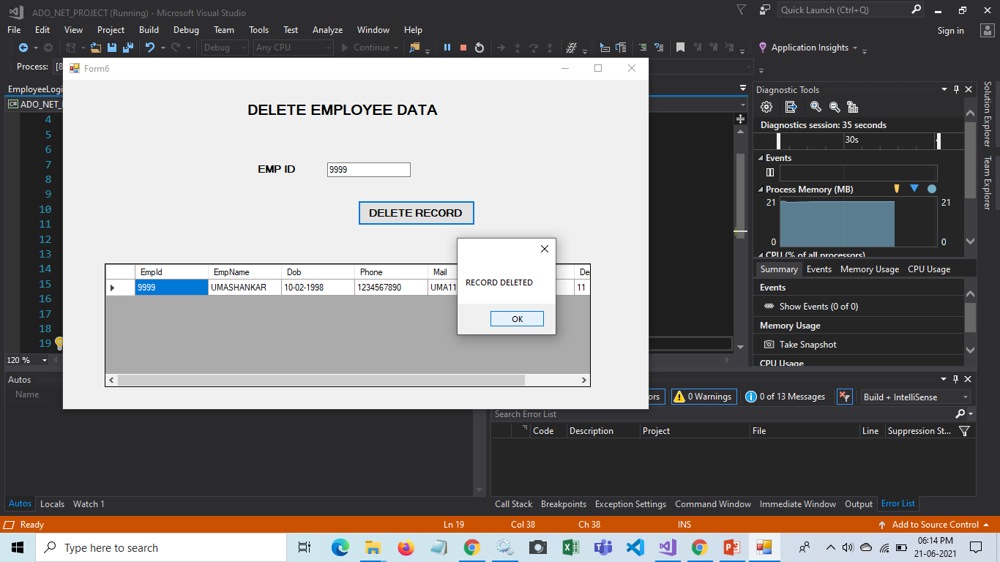 ADO_NET_PROJECT (Running) - Microsoft Visual Studio
Quick Launch (Ctrl+Q)
File Edit View Project Build Debug Team Tools Test Analyze Window Help
Sign in
Debug Any CPU Continue Application Insights
Process: [8
Form6
EmployeeLogi
C# ADO_NET_
DELETE EMPLOYEE DATA
EMP ID 9999
DELETE RECORD
RECORD DELETED
OK
EmpId EmpName Dob Phone Mail De
9999 UMASHANKAR 10-02-1998 1234567890 UMA11 11
4
5
6
7
8
9
10
11
12
13
14
15
16
17
18
19
120 %
Diagnostic Tools
Diagnostics session: 35 seconds
30s
Events
Process Memory (MB)
21 21
0 0
CPU (% of all processors)
Summary Events Memory Usage CPU Usage
Events
Show Events (0 of 0)
Memory Usage
Take Snapshot
CPU Usage
Solution Explorer
Team Explorer
Autos
Name
ors 0 Warnings 0 of 13 Messages Build + IntelliSense
Search Error List
Code Description Project File Line Suppression St...
Autos Locals Watch 1
Call Stack Breakpoints Exception Settings Command Window Immediate Window Output Error List
Ready Ln 19 Col 38 Ch 38 INS Add to Source Control
Type here to search
06:14 PM
21-06-2021